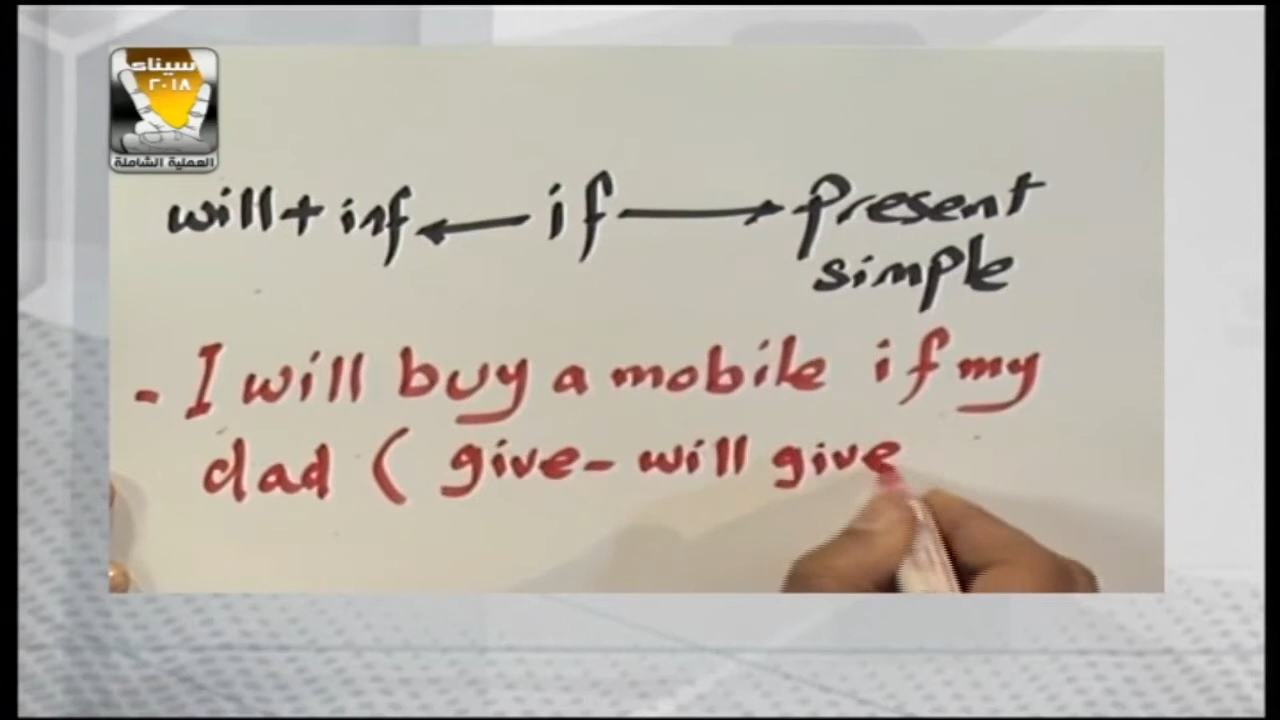 سيناء
٢٠١٨
العملية الشاملة
will + inf ← if → present
simple
- I will buy a mobile if my
dad ( give - will give